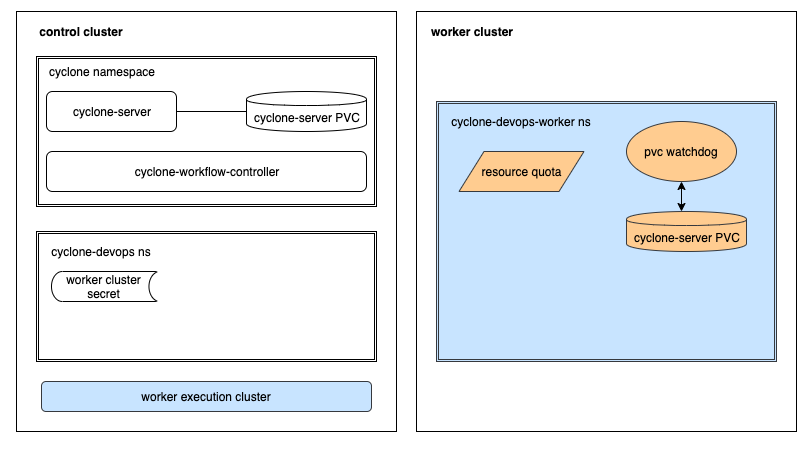 control cluster
cyclone namespace
cyclone-server
cyclone-server PVC
cyclone-workflow-controller
cyclone-devops ns
worker cluster
secret
worker execution cluster
worker cluster
cyclone-devops-worker ns
resource quota
pvc watchdog
cyclone-server PVC